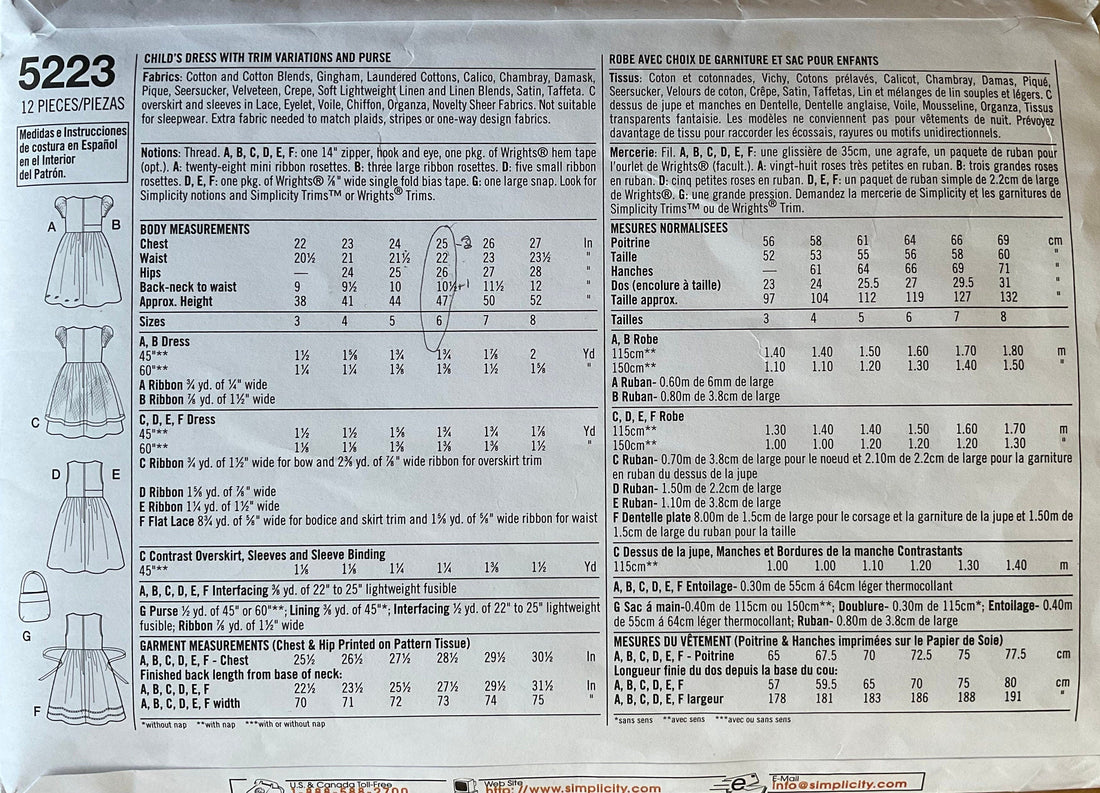 5223
12 PIECES/PIEZAS
Medidas e Instrucciones
de costura en Español
en el Interior
del Patrón.
A
B
C
D
E
G
F
CHILD'S DRESS WITH TRIM VARIATIONS AND PURSE
Fabrics: Cotton and Cotton Blends, Gingham, Laundered Cottons, Calico, Chambray, Damask,
Pique, Seersucker, Velveteen, Crepe, Soft Lightweight Linen and Linen Blends, Satin, Taffeta. C
overskirt and sleeves in Lace, Eyelet, Voile, Chiffon, Organza, Novelty Sheer Fabrics. Not suitable
for sleepwear. Extra fabric needed to match plaids, stripes or one-way design fabrics.
Notions: Thread. A, B, C, D, E, F: one 14" zipper, hook and eye, one pkg. of Wrights® hem tape
(opt.). A: twenty-eight mini ribbon rosettes. B: three large ribbon rosettes. D: five small ribbon
rosettes. D, E, F: one pkg. of Wrights® ⅞" wide single fold bias tape. G: one large snap. Look for
Simplicity notions and Simplicity Trims™ or Wrights® Trims.
BODY MEASUREMENTS
Chest 22 23 24 25 -2 26 27 In
Waist 20½ 21 21½ 22 23 23½ "
Hips — 24 25 26 27 28 "
Back-neck to waist 9 9½ 10 10½ -1 11½ 12 "
Approx. Height 38 41 44 47 50 52 "
Sizes 3 4 5 6 7 8
A, B Dress
45"** 1½ 1⅝ 1¾ 1¾ 1⅞ 2 Yd
60"** 1¼ 1¼ 1⅜ 1⅜ 1½ 1⅝ "
A Ribbon ¾ yd. of ¼" wide
B Ribbon ⅞ yd. of 1½" wide
C, D, E, F Dress
45"** 1½ 1½ 1⅝ 1¾ 1¾ 1⅞ Yd
60"** 1⅛ 1⅛ 1⅜ 1⅜ 1⅜ 1½ "
C Ribbon ¾ yd. of 1½" wide for bow and 2⅜ yd. of ⅞" wide ribbon for overskirt trim
D Ribbon 1⅝ yd. of ⅞" wide
E Ribbon 1¼ yd. of 1½" wide
F Flat Lace 8¾ yd. of ⅝" wide for bodice and skirt trim and 1⅝ yd. of ⅝" wide ribbon for waist
C Contrast Overskirt, Sleeves and Sleeve Binding
45"** 1⅛ 1⅛ 1¼ 1¼ 1⅜ 1½ Yd
A, B, C, D, E, F Interfacing ⅜ yd. of 22" to 25" lightweight fusible
G Purse ½ yd. of 45" or 60"**; Lining ⅜ yd. of 45"*; Interfacing ½ yd. of 22" to 25" lightweight
fusible; Ribbon ⅞ yd. of 1½" wide
GARMENT MEASUREMENTS (Chest & Hip Printed on Pattern Tissue)
A, B, C, D, E, F - Chest 25½ 26½ 27½ 28½ 29½ 30½ In
Finished back length from base of neck:
A, B, C, D, E, F 22½ 23½ 25½ 27½ 29½ 31½ In
A, B, C, D, E, F width 70 71 72 73 74 75 "
*without nap **with nap ***with or without nap
ROBE AVEC CHOIX DE GARNITURE ET SAC POUR ENFANTS
Tissus: Coton et cotonnades, Vichy, Cotons prélavés, Calicot, Chambray, Damas, Piqué,
Seersucker, Velours de coton, Crêpe, Satin, Taffetas, Lin et mélanges de lin souples et légers. C
dessus de jupe et manches en Dentelle, Dentelle anglaise, Voile, Mousseline, Organza, Tissus
transparents fantaisie. Les modèles ne conviennent pas pour vêtements de nuit. Prévoyez
davantage de tissu pour raccorder les écossais, rayures ou motifs unidirectionnels.
Mercerie: Fil. A, B, C, D, E, F: une glissière de 35cm, une agrafe, un paquet de ruban pour
l'ourlet de Wrights® (facult.). A: vingt-huit roses très petites en ruban. B: trois grandes roses
en ruban. D: cinq petites roses en ruban. D, E, F: un paquet de ruban simple de 2.2cm de large
de Wrights®. G: une grande pression. Demandez la mercerie de Simplicity et les garnitures de
Simplicity Trims™ ou de Wrights® Trim.
MESURES NORMALISEES
Poitrine 56 58 61 64 66 69 cm
Taille 52 53 55 56 58 60 "
Hanches — 61 64 66 69 71 "
Dos (encolure à taille) 23 24 25.5 27 29.5 31 "
Taille approx. 97 104 112 119 127 132 "
Tailles 3 4 5 6 7 8
A, B Robe
115cm** 1.40 1.40 1.50 1.60 1.70 1.80 m
150cm** 1.10 1.10 1.20 1.30 1.40 1.50 "
A Ruban- 0.60m de 6mm de large
B Ruban- 0.80m de 3.8cm de large
C, D, E, F Robe
115cm** 1.30 1.40 1.40 1.50 1.60 1.70 m
150cm** 1.00 1.00 1.20 1.20 1.20 1.30 "
C Ruban- 0.70m de 3.8cm de large pour le noeud et 2.10m de 2.2cm de large pour la garniture
en ruban du dessus de la jupe
D Ruban- 1.50m de 2.2cm de large
E Ruban- 1.10m de 3.8cm de large
F Dentelle plate 8.00m de 1.5cm de large pour le corsage et la garniture de la jupe et 1.50m de
1.5cm de large du ruban pour la taille
C Dessus de la jupe, Manches et Bordures de la manche Contrastants
115cm** 1.00 1.00 1.10 1.20 1.30 1.40 m
A, B, C, D, E, F Entoilage- 0.30m de 55cm á 64cm léger thermocollant
G Sac á main-0.40m de 115cm ou 150cm**; Doublure- 0.30m de 115cm*; Entoilage- 0.40m
de 55cm á 64cm léger thermocollant; Ruban- 0.80m de 3.8cm de large
MESURES DU VÊTEMENT (Poitrine & Hanches imprimées sur le Papier de Soie)
A, B, C, D, E, F - Poitrine 65 67.5 70 72.5 75 77.5 cm
Longueur finie du dos depuis la base du cou:
A, B, C, D, E, F 57 59.5 65 70 75 80 cm
A, B, C, D, E, F largeur 178 181 183 186 188 191 "
*sans sens **avec sens ***avec ou sans sens
U.S. & Canada Toll-Free
1-888-588-2700
Web Site
http://www.simplicity.com
E-Mail
info@simplicity.com